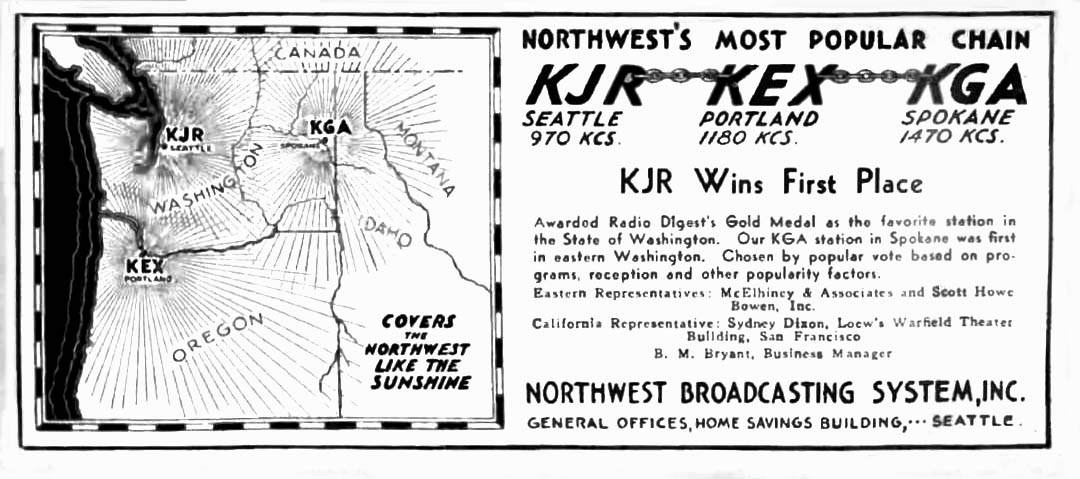 CANADA
KJR
SEATTLE
KGA
SPOKANE
MONTANA
WASHINGTON
IDAHO
KEX
PORTLAND
OREGON
COVERS
THE
NORTHWEST
LIKE THE
SUNSHINE
NORTHWEST'S MOST POPULAR CHAIN
KJR KEX KGA
SEATTLE PORTLAND SPOKANE
970 KCS. 1180 KCS. 1470 KCS.
KJR Wins First Place
Awarded Radio Digest's Gold Medal as the favorite station in
the State of Washington. Our KGA station in Spokane was first
in eastern Washington. Chosen by popular vote based on pro-
grams, reception and other popularity factors.
Eastern Representatives: McElhiney & Associates and Scott Howe
Bowen, Inc.
California Representative: Sydney Dixon, Loew's Warfield Theater
Building, San Francisco
B. M. Bryant, Business Manager
NORTHWEST BROADCASTING SYSTEM, INC.
GENERAL OFFICES, HOME SAVINGS BUILDING, ··· SEATTLE.